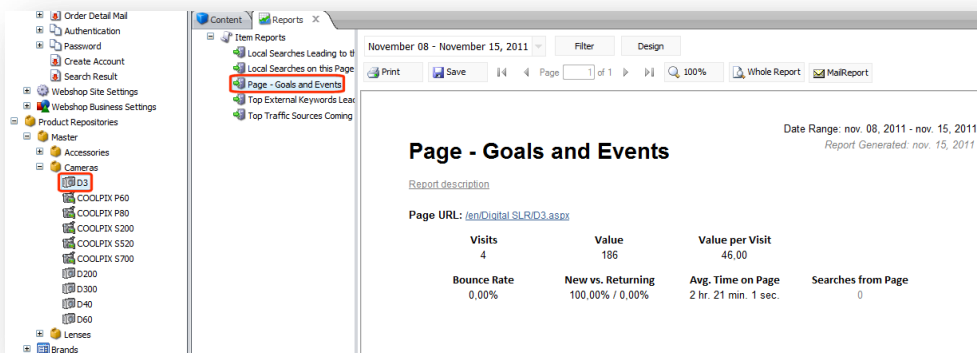 Order Detail Mail
Authentication
Password
Create Account
Search Result
Webshop Site Settings
Webshop Business Settings
Product Repositories
Master
Accessories
Cameras
D3
COOLPIX P60
COOLPIX P80
COOLPIX S200
COOLPIX S520
COOLPIX S700
D200
D300
D40
D60
Lenses
Brands
Content Reports X
Item Reports
Local Searches Leading to th
Local Searches on this Page
Page - Goals and Events
Top External Keywords Lead
Top Traffic Sources Coming
November 08 - November 15, 2011 Filter Design
Print Save Page 1 of 1 100% Whole Report MailReport
Date Range: nov. 08, 2011 - nov. 15, 2011
Report Generated: nov. 15, 2011
Page - Goals and Events
Report description
Page URL: /en/Digital SLR/D3.aspx
Visits Value Value per Visit
4 186 46,00
Bounce Rate New vs. Returning Avg. Time on Page Searches from Page
0,00% 100,00% / 0,00% 2 hr. 21 min. 1 sec. 0